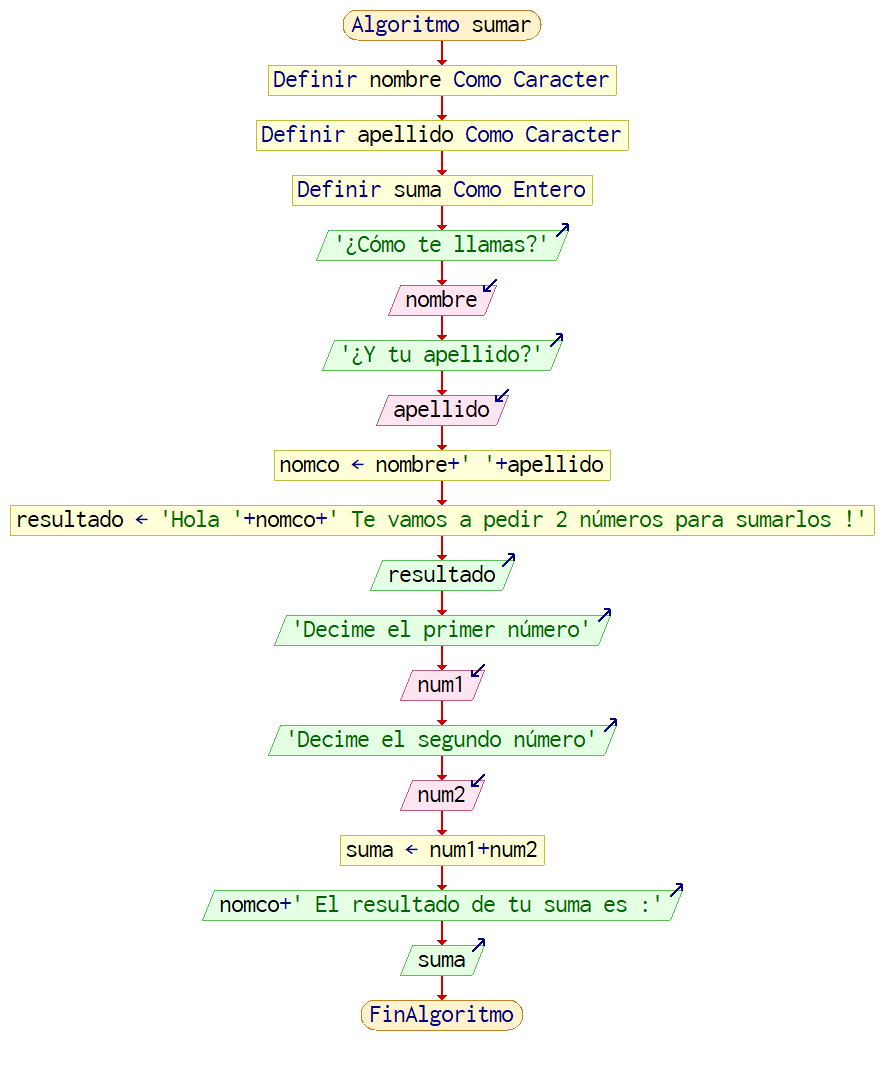 Algoritmo sumar
Definir nombre Como Caracter
Definir apellido Como Caracter
Definir suma Como Entero
'¿Cómo te llamas?'
nombre
'¿Y tu apellido?'
apellido
nomco ← nombre+' '+apellido
resultado ← 'Hola '+nomco+' Te vamos a pedir 2 números para sumarlos !'
resultado
'Decime el primer número'
num1
'Decime el segundo número'
num2
suma ← num1+num2
nomco+' El resultado de tu suma es :'
suma
FinAlgoritmo